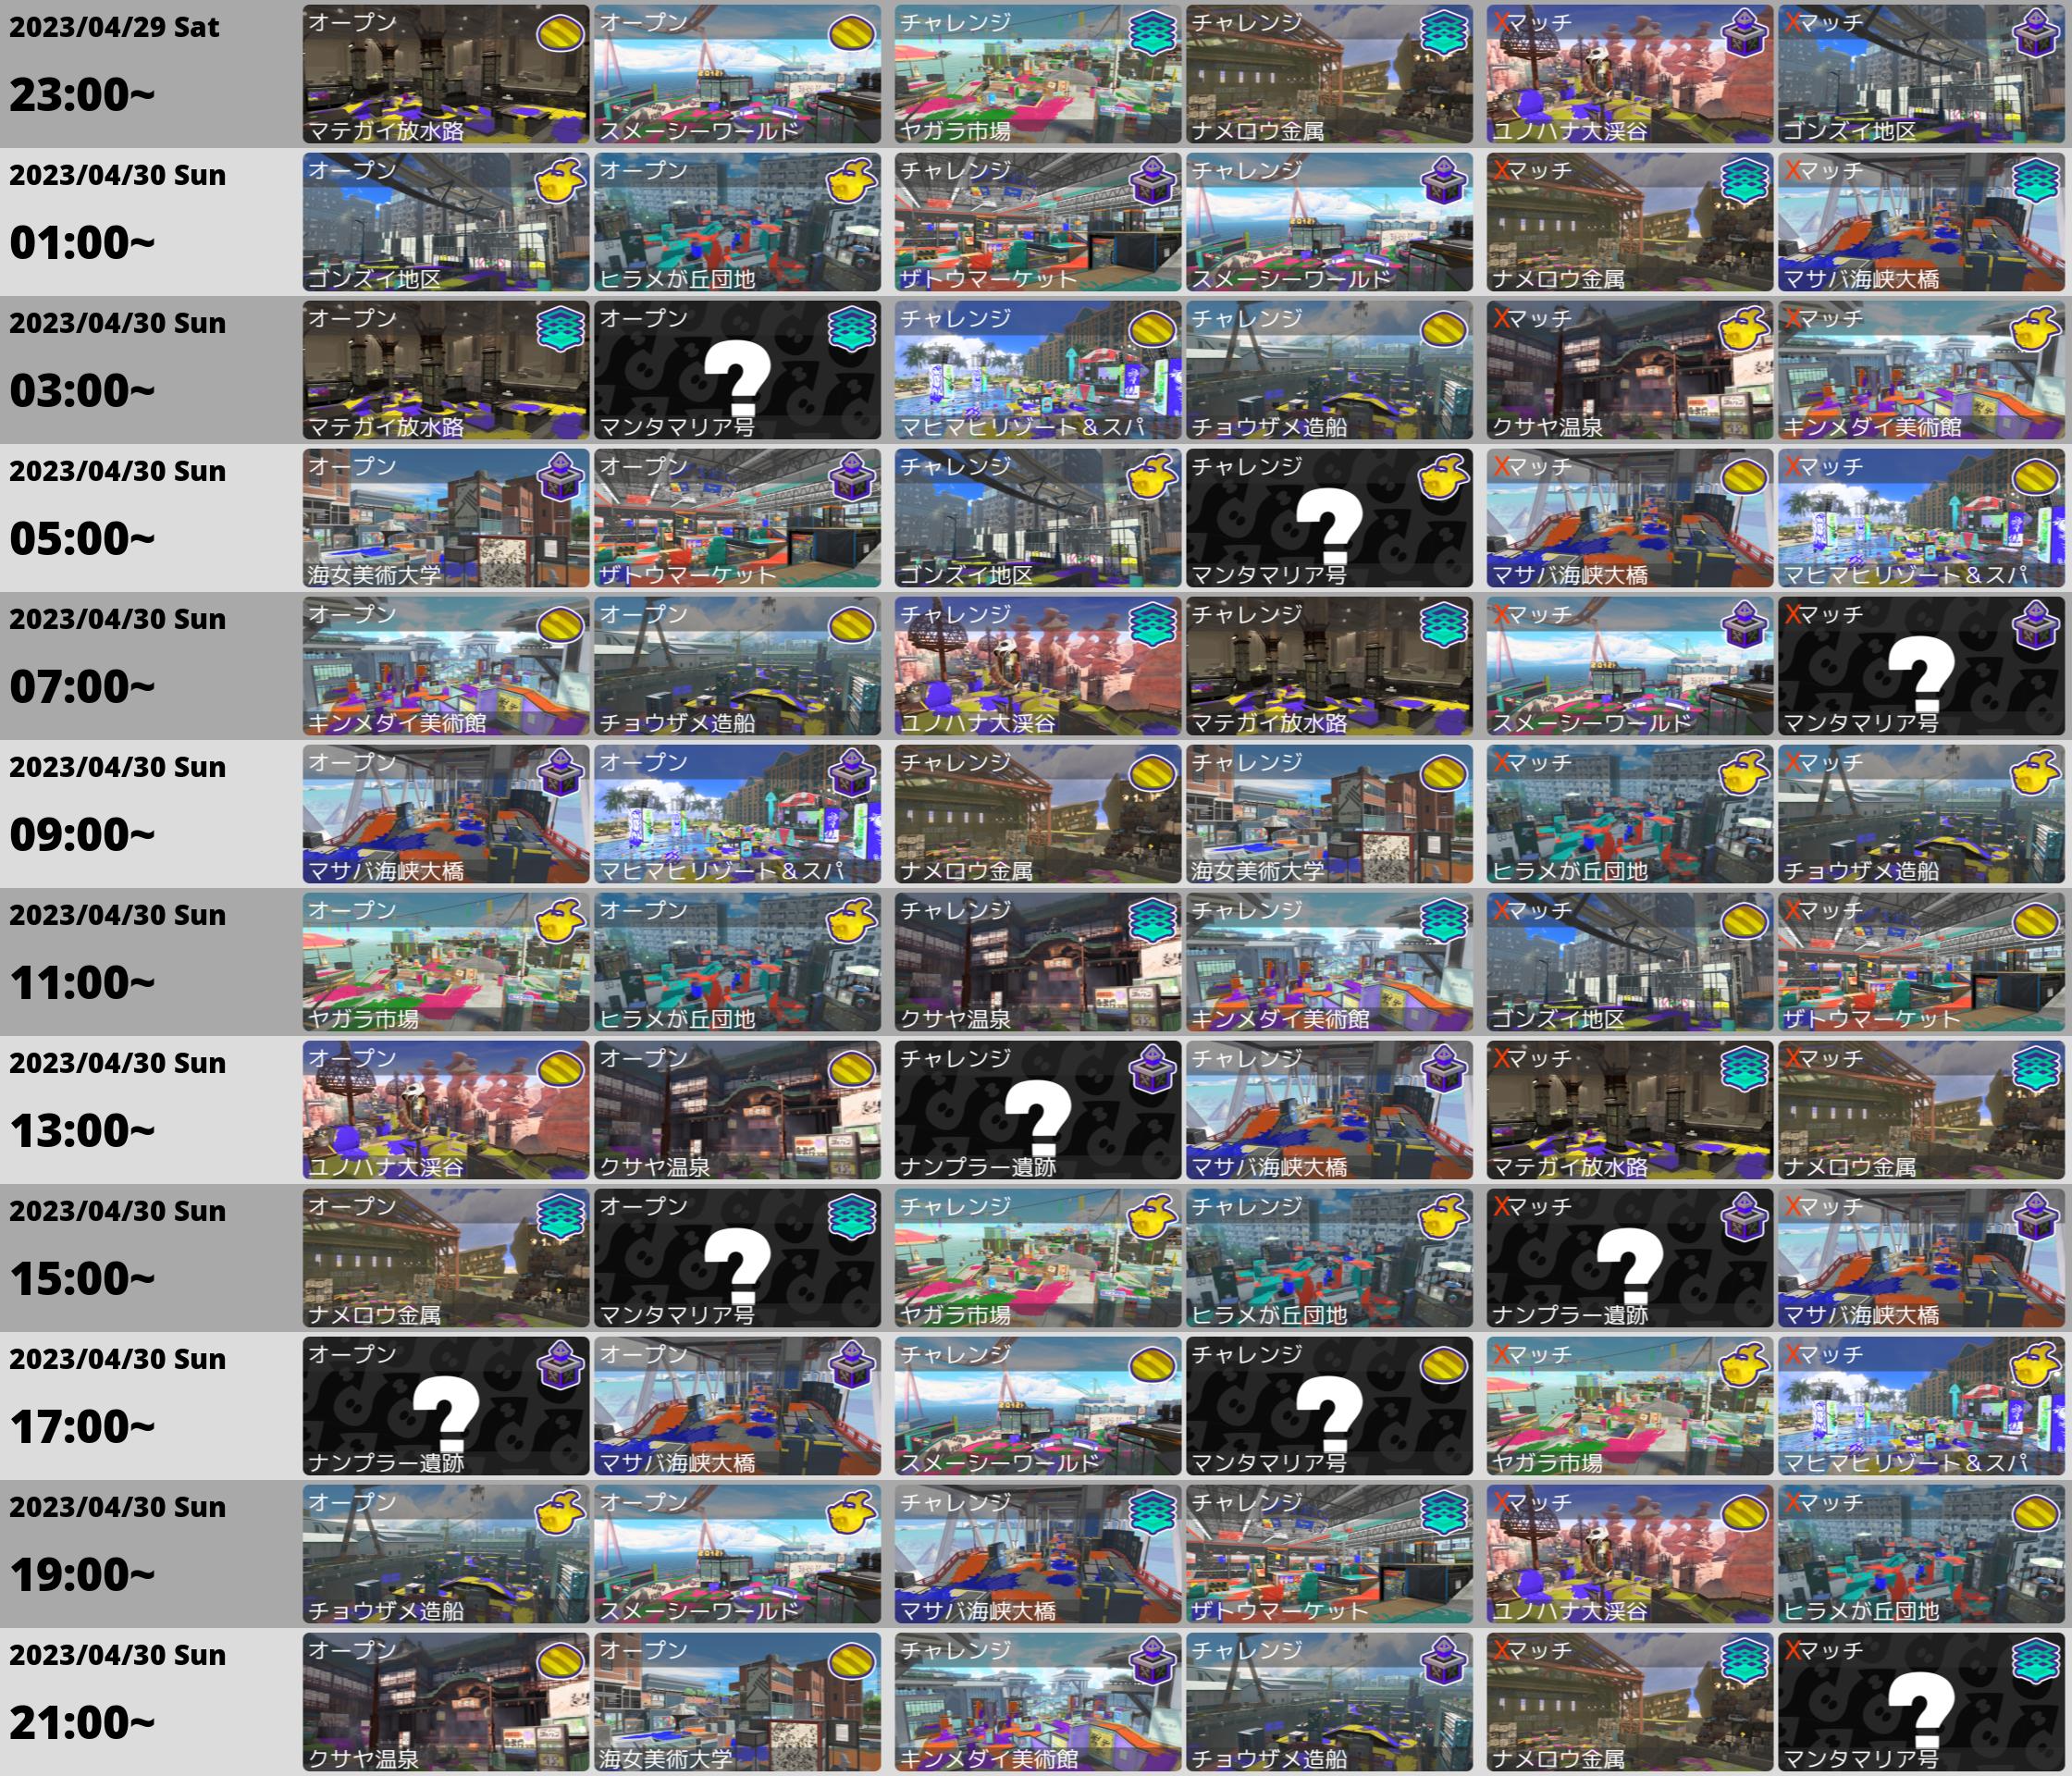 2023/04/29 Sat
23:00~
オープン
マテガイ放水路
オープン
スメーシーワールド
チャレンジ
ヤガラ市場
チャレンジ
ナメロウ金属
Xマッチ
ユノハナ大渓谷
Xマッチ
ゴンズイ地区
2023/04/30 Sun
01:00~
オープン
ゴンズイ地区
オープン
ヒラメが丘団地
チャレンジ
ザトウマーケット
チャレンジ
スメーシーワールド
Xマッチ
ナメロウ金属
Xマッチ
マサバ海峡大橋
2023/04/30 Sun
03:00~
オープン
マテガイ放水路
オープン
?
マンタマリア号
チャレンジ
マヒマヒリゾート&スパ
チャレンジ
チョウザメ造船
Xマッチ
クサヤ温泉
Xマッチ
キンメダイ美術館
2023/04/30 Sun
05:00~
オープン
海女美術大学
オープン
ザトウマーケット
チャレンジ
ゴンズイ地区
チャレンジ
?
マンタマリア号
Xマッチ
マサバ海峡大橋
Xマッチ
マヒマヒリゾート&スパ
2023/04/30 Sun
07:00~
オープン
キンメダイ美術館
オープン
チョウザメ造船
チャレンジ
ユノハナ大渓谷
チャレンジ
マテガイ放水路
Xマッチ
スメーシーワールド
Xマッチ
?
マンタマリア号
2023/04/30 Sun
09:00~
オープン
マサバ海峡大橋
オープン
マヒマヒリゾート&スパ
チャレンジ
ナメロウ金属
チャレンジ
海女美術大学
Xマッチ
ヒラメが丘団地
Xマッチ
チョウザメ造船
2023/04/30 Sun
11:00~
オープン
ヤガラ市場
オープン
ヒラメが丘団地
チャレンジ
クサヤ温泉
チャレンジ
キンメダイ美術館
Xマッチ
ゴンズイ地区
Xマッチ
ザトウマーケット
2023/04/30 Sun
13:00~
オープン
ユノハナ大渓谷
オープン
クサヤ温泉
チャレンジ
?
ナンプラー遺跡
チャレンジ
マサバ海峡大橋
Xマッチ
マテガイ放水路
Xマッチ
ナメロウ金属
2023/04/30 Sun
15:00~
オープン
ナメロウ金属
オープン
?
マンタマリア号
チャレンジ
ヤガラ市場
チャレンジ
ヒラメが丘団地
Xマッチ
?
ナンプラー遺跡
Xマッチ
マサバ海峡大橋
2023/04/30 Sun
17:00~
オープン
?
ナンプラー遺跡
オープン
マサバ海峡大橋
チャレンジ
スメーシーワールド
チャレンジ
?
マンタマリア号
Xマッチ
ヤガラ市場
Xマッチ
マヒマヒリゾート&スパ
2023/04/30 Sun
19:00~
オープン
チョウザメ造船
オープン
スメーシーワールド
チャレンジ
マサバ海峡大橋
チャレンジ
ザトウマーケット
Xマッチ
ユノハナ大渓谷
Xマッチ
ヒラメが丘団地
2023/04/30 Sun
21:00~
オープン
クサヤ温泉
オープン
海女美術大学
チャレンジ
キンメダイ美術館
チャレンジ
チョウザメ造船
Xマッチ
ナメロウ金属
Xマッチ
?
マンタマリア号